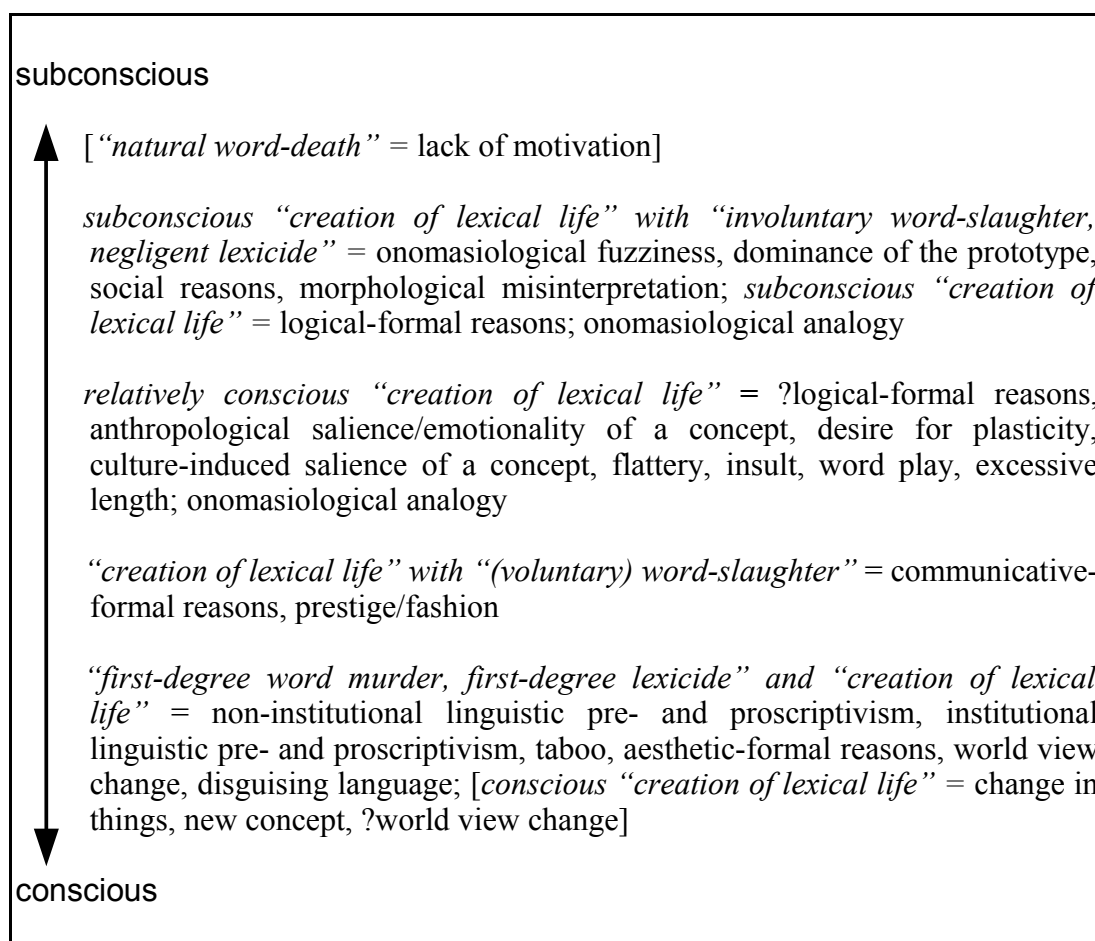 subconscious
[“natural word-death” = lack of motivation]
subconscious “creation of lexical life” with “involuntary word-slaughter,
negligent lexicide” = onomasiological fuzziness, dominance of the prototype,
social reasons, morphological misinterpretation; subconscious “creation of
lexical life” = logical-formal reasons; onomasiological analogy
relatively conscious “creation of lexical life” = ?logical-formal reasons,
anthropological salience/emotionality of a concept, desire for plasticity,
culture-induced salience of a concept, flattery, insult, word play, excessive
length; onomasiological analogy
“creation of lexical life” with “(voluntary) word-slaughter” = communicative-
formal reasons, prestige/fashion
“first-degree word murder, first-degree lexicide” and “creation of lexical
life” = non-institutional linguistic pre- and proscriptivism, institutional
linguistic pre- and proscriptivism, taboo, aesthetic-formal reasons, world view
change, disguising language; [conscious “creation of lexical life” = change in
things, new concept, ?world view change]
conscious